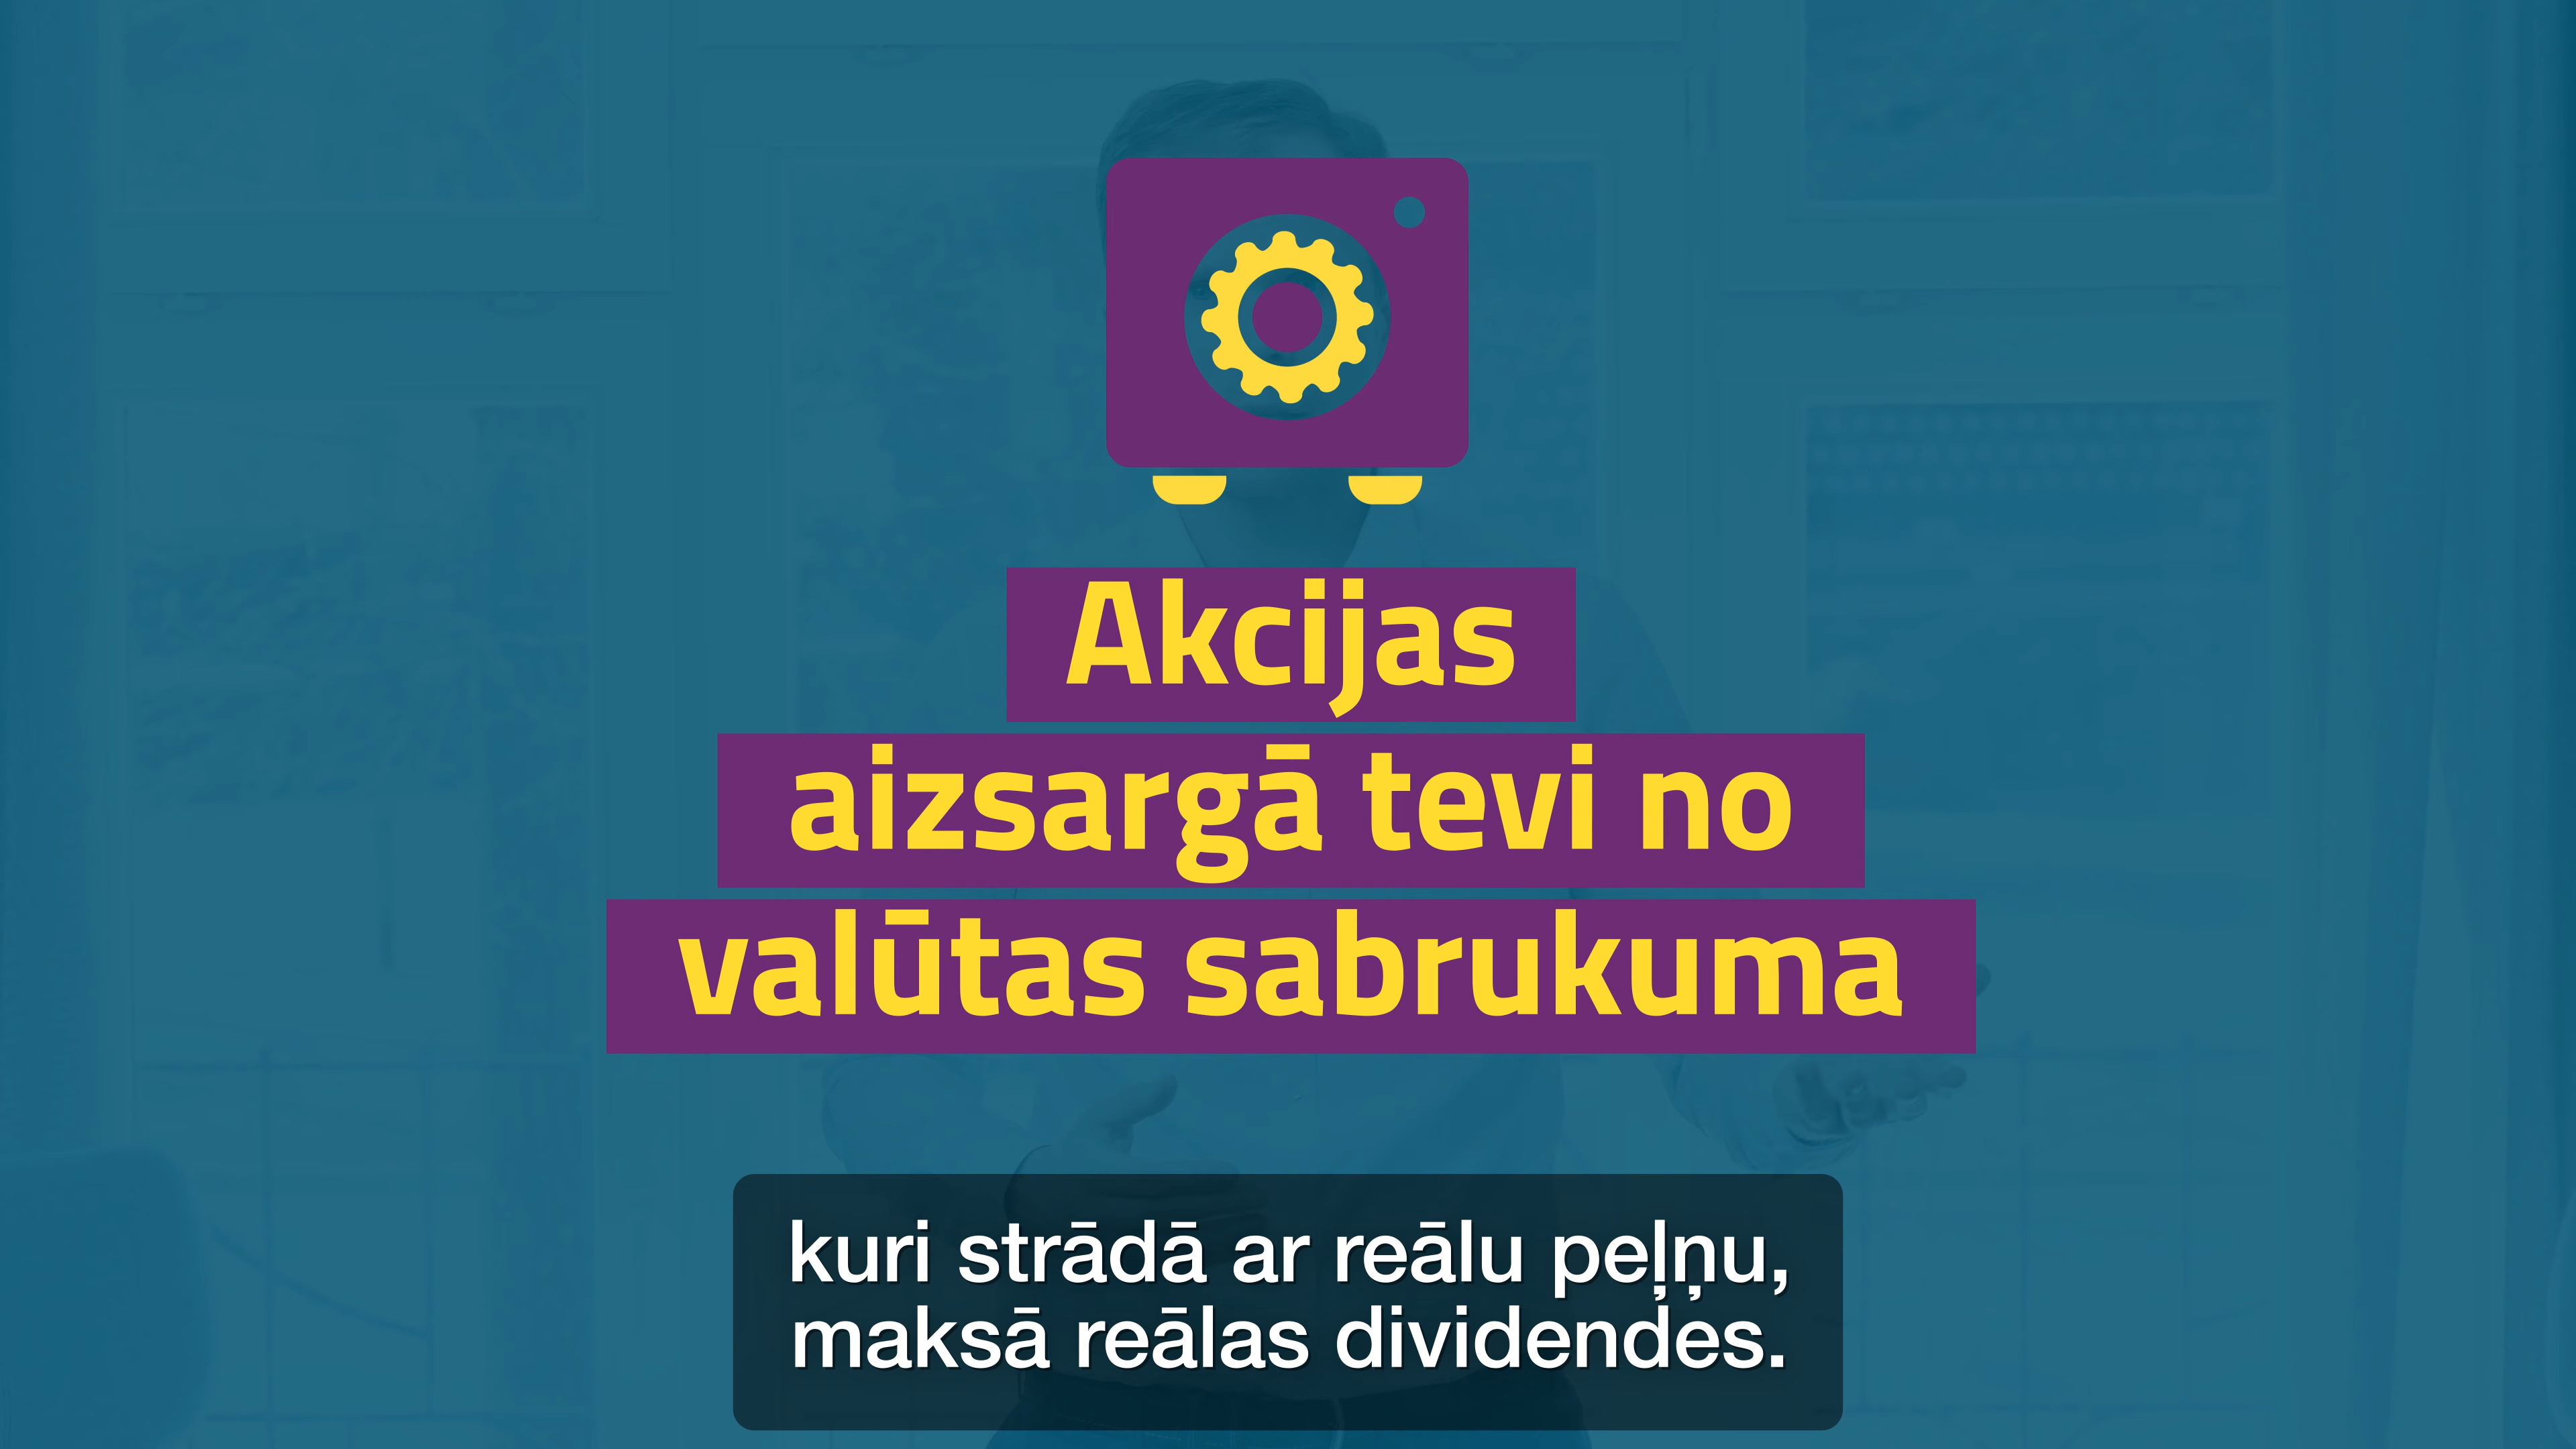 Akcijas
aizsargā tevi no
valūtas sabrukuma
kuri strādā ar reālu peļņu,
maksā reālas dividendes.